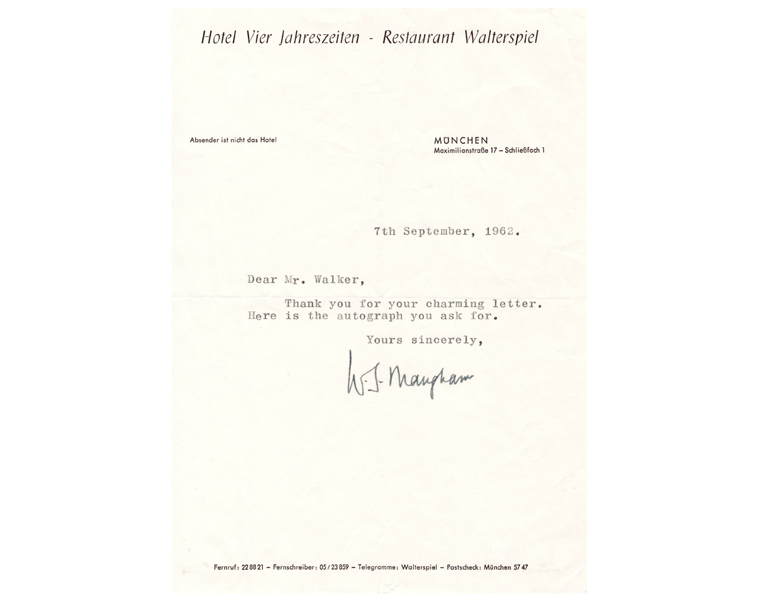 Hotel Vier Jahreszeiten - Restaurant Walterspiel
Absender ist nicht das Hotel
MÜNCHEN
Maximilianstraße 17 – Schließfach 1
7th September, 1962.
Dear Mr. Walker,
Thank you for your charming letter.
Here is the autograph you ask for.
Yours sincerely,
W.S. Maugham
Fernruf: 22 88 21 – Fernschreiber: 05/23 859 – Telegramme: Walterspiel – Postscheck: München 57 47